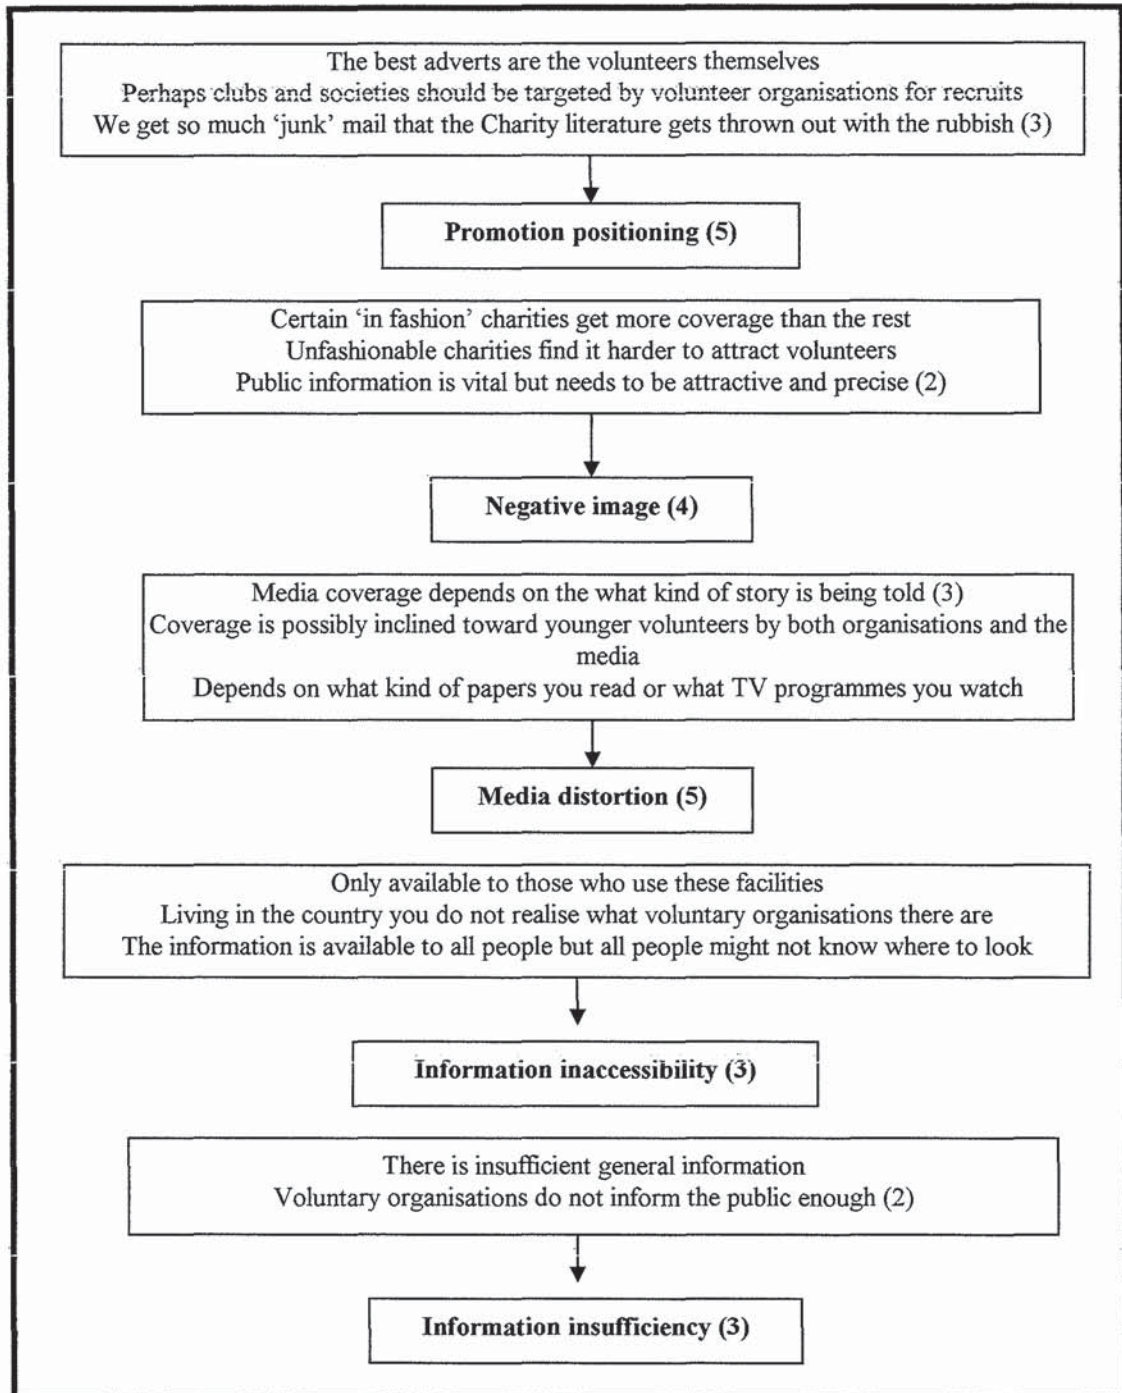 The best adverts are the volunteers themselves
Perhaps clubs and societies should be targeted by volunteer organisations for recruits
We get so much ‘junk’ mail that the Charity literature gets thrown out with the rubbish (3)
Promotion positioning (5)
Certain ‘in fashion’ charities get more coverage than the rest
Unfashionable charities find it harder to attract volunteers
Public information is vital but needs to be attractive and precise (2)
Negative image (4)
Media coverage depends on the what kind of story is being told (3)
Coverage is possibly inclined toward younger volunteers by both organisations and the
media
Depends on what kind of papers you read or what TV programmes you watch
Media distortion (5)
Only available to those who use these facilities
Living in the country you do not realise what voluntary organisations there are
The information is available to all people but all people might not know where to look
Information inaccessibility (3)
There is insufficient general information
Voluntary organisations do not inform the public enough (2)
Information insufficiency (3)